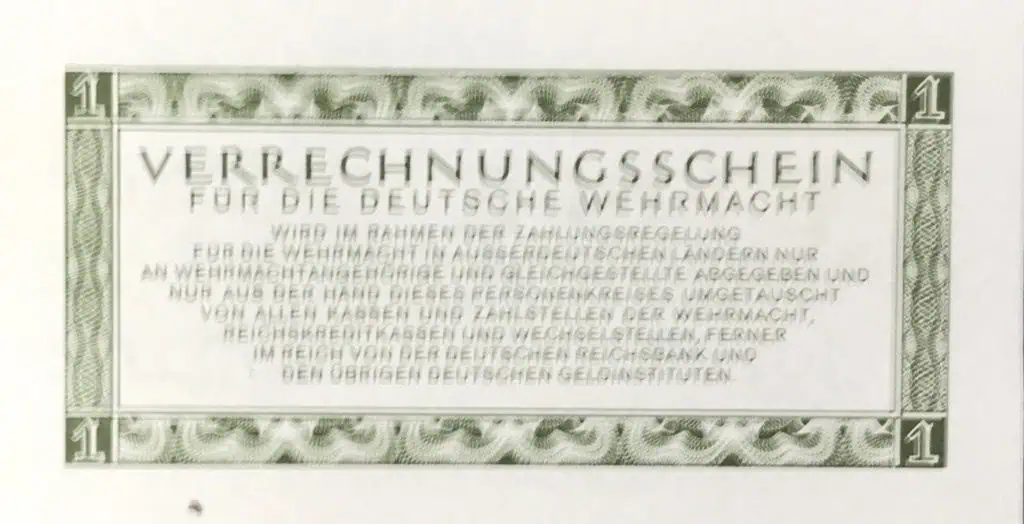 1 1
VERRECHNUNGSSCHEIN
FÜR DIE DEUTSCHE WEHRMACHT
WIRD IM RAHMEN DER ZAHLUNGSREGELUNG
FÜR DIE WEHRMACHT IN AUSSERDEUTSCHEN LÄNDERN NUR
AN WEHRMACHTANGEHÖRIGE UND GLEICHGESTELLTE ABGEGEBEN UND
NUR AUS DER HAND DIESES PERSONENKREISES UMGETAUSCHT
VON ALLEN KASSEN UND ZAHLSTELLEN DER WEHRMACHT,
REICHSKREDITKASSEN UND WECHSELSTELLEN, FERNER
IM REICH VON DER DEUTSCHEN REICHSBANK UND
DEN ÜBRIGEN DEUTSCHEN GELDINSTITUTEN.
1 1